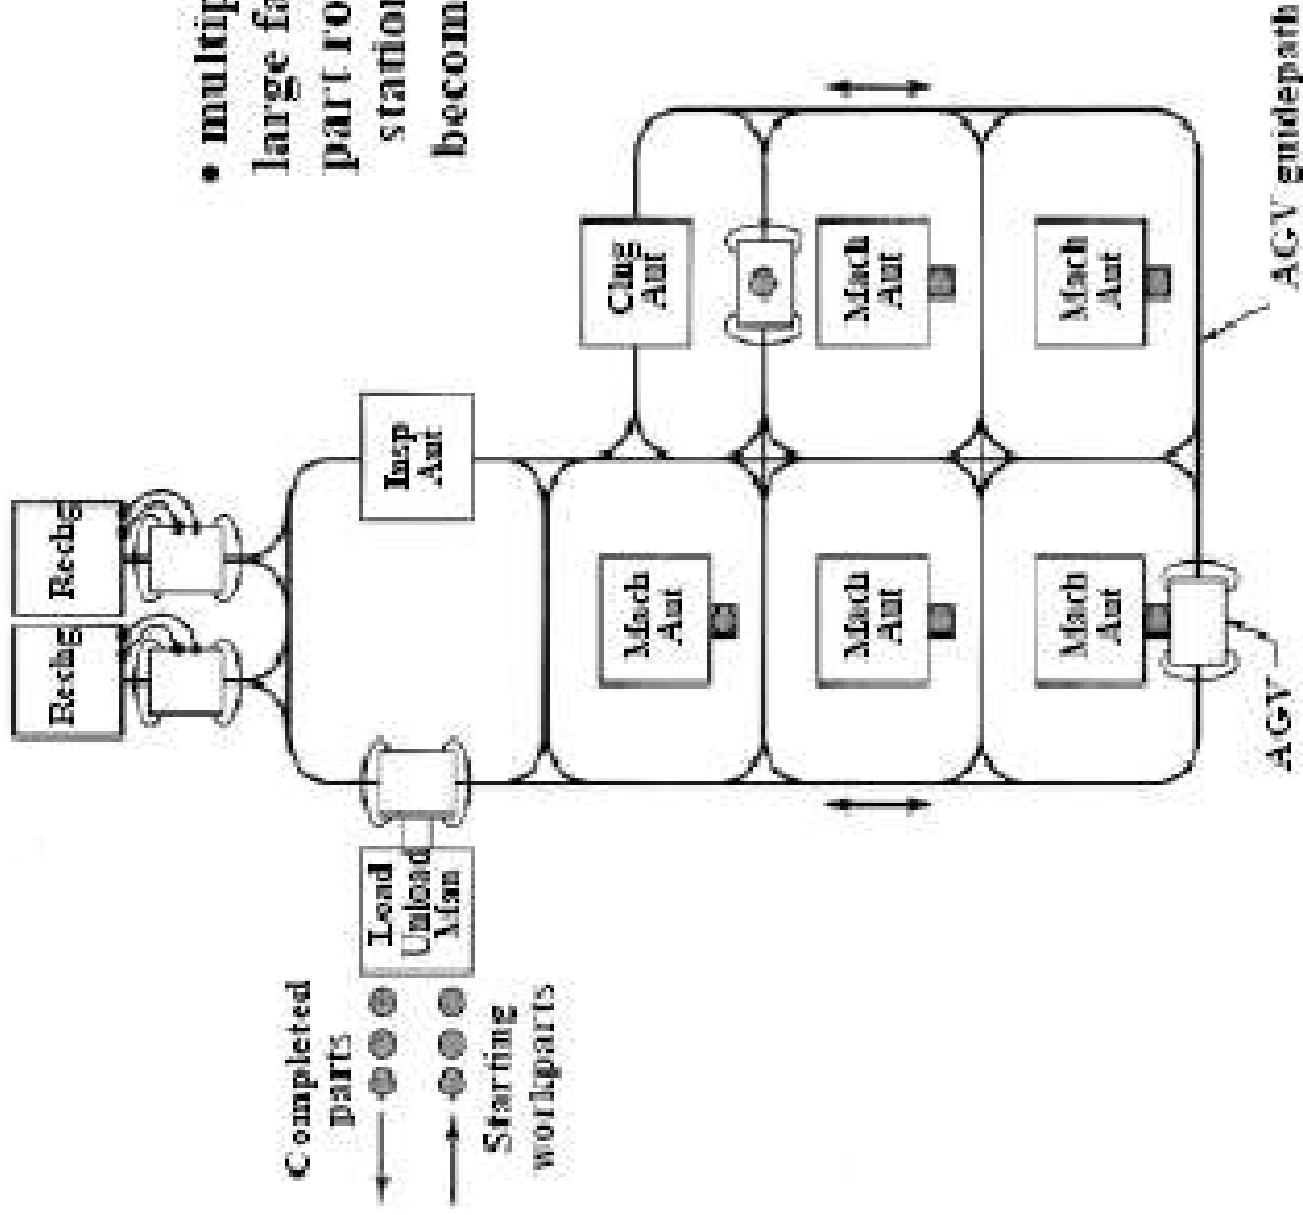 Rechg
Rechg
• multip
large fa
part ro
station
becom
Completed
parts
Load
Unload
Man
Insp
Aut
Starting
workparts
Clng
Aut
Mach
Aut
Mach
Aut
Mach
Aut
Mach
Aut
Mach
Aut
AGV
AGV guidepath